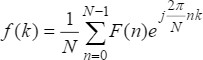 f(k) = \frac{1}{N} \sum_{n=0}^{N-1} F(n) e^{j \frac{2\pi}{N} nk}